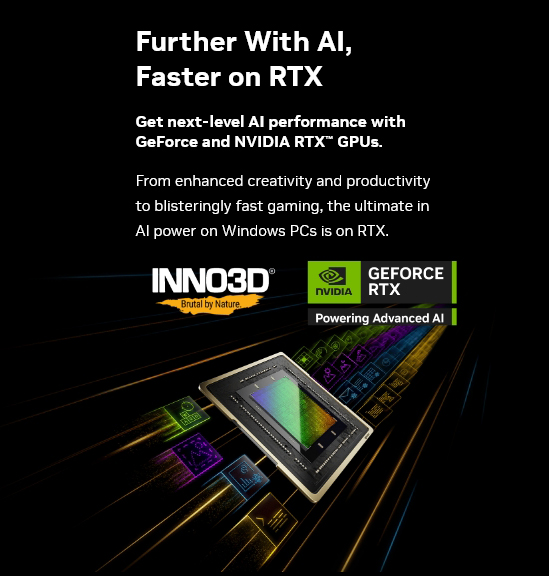 Further With AI,
Faster on RTX
Get next-level AI performance with
GeForce and NVIDIA RTX™ GPUs.
From enhanced creativity and productivity
to blisteringly fast gaming, the ultimate in
AI power on Windows PCs is on RTX.
INNO3D®
Brutal by Nature.
NVIDIA
GEFORCE
RTX
Powering Advanced AI